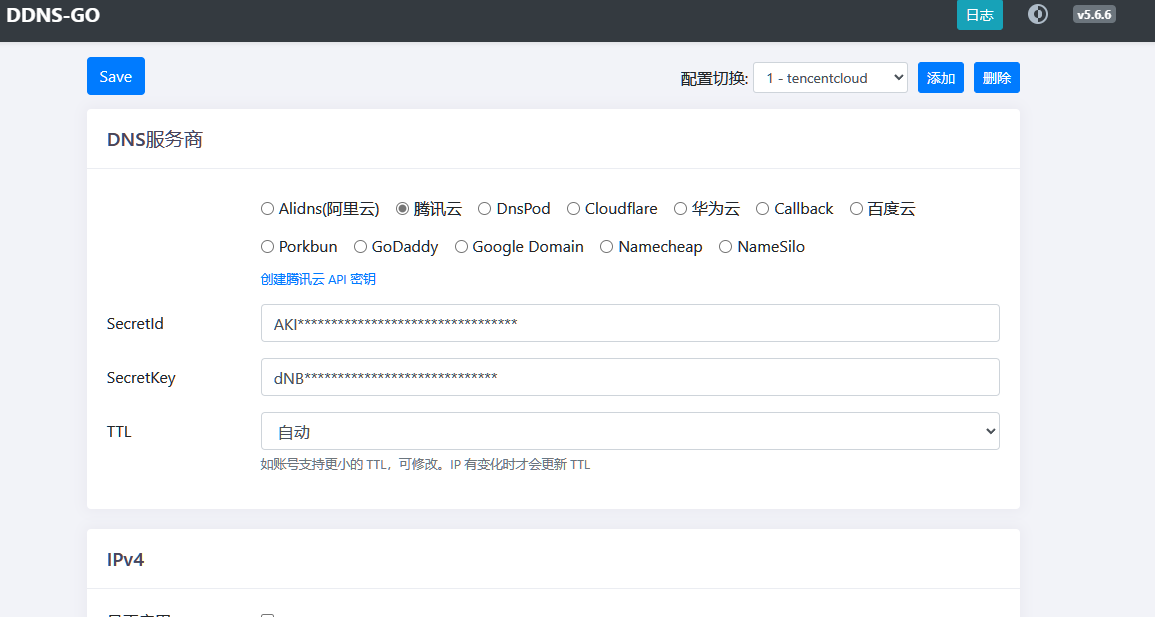 DDNS-GO 日志 v5.6.6
Save 配置切换: 1 - tencentcloud 添加 删除
DNS服务商
Alidns(阿里云) 腾讯云 DnsPod Cloudflare 华为云 Callback 百度云
Porkbun GoDaddy Google Domain Namecheap NameSilo
创建腾讯云 API 密钥
SecretId AKI*********************************
SecretKey dNB*****************************
TTL 自动
如账号支持更小的 TTL，可修改。IP 有变化时才会更新 TTL
IPv4